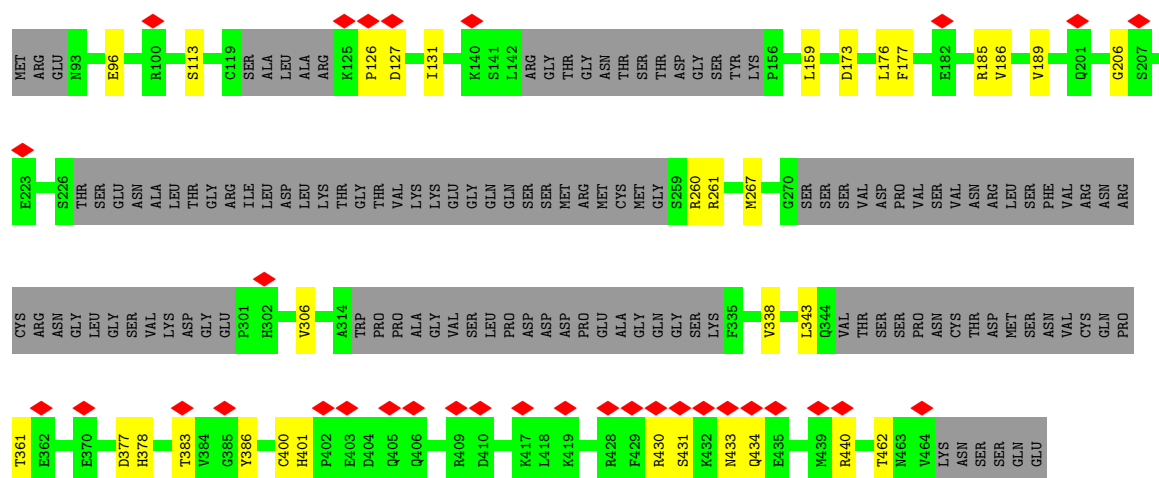 MET ARG GLU N93 E96 R100 S113 C119 SER ALA LEU ALA ARG K125 P126 D127 I131 K140 S141 L142 ARG GLY THR GLY ASN THR SER THR ASP GLY SER TYR LYS P156 L159 D173 L176 F177 E182 R185 V186 V189 Q201 G206 S207
E223 S226 THR SER GLU ASN ALA LEU THR GLY ARG ILE LEU ASP LEU LYS THR GLY THR VAL LYS LYS GLU GLY GLN GLN SER SER MET ARG MET CYS MET GLY S259 R260 R261 M267 G270 SER SER SER VAL ASP PRO VAL SER VAL ASN ARG LEU SER PHE VAL ARG ASN ARG
CYS ARG ASN GLY LEU GLY SER VAL LYS ASP GLY GLU P301 H302 V306 A314 TRP PRO PRO ALA GLY VAL SER LEU PRO ASP ASP ASP PRO GLU ALA GLY GLN GLY SER LYS F335 V338 L343 Q344 VAL THR SER SER PRO ASN CYS THR ASP MET SER ASN VAL CYS GLN PRO
T361 E362 E370 D377 H378 T383 V384 G385 Y386 C400 H401 P402 E403 D404 Q405 Q406 R409 D410 K417 L418 K419 R428 F429 R430 S431 K432 N433 Q434 E435 M439 R440 T462 N463 V464 LYS ASN SER SER GLN GLU